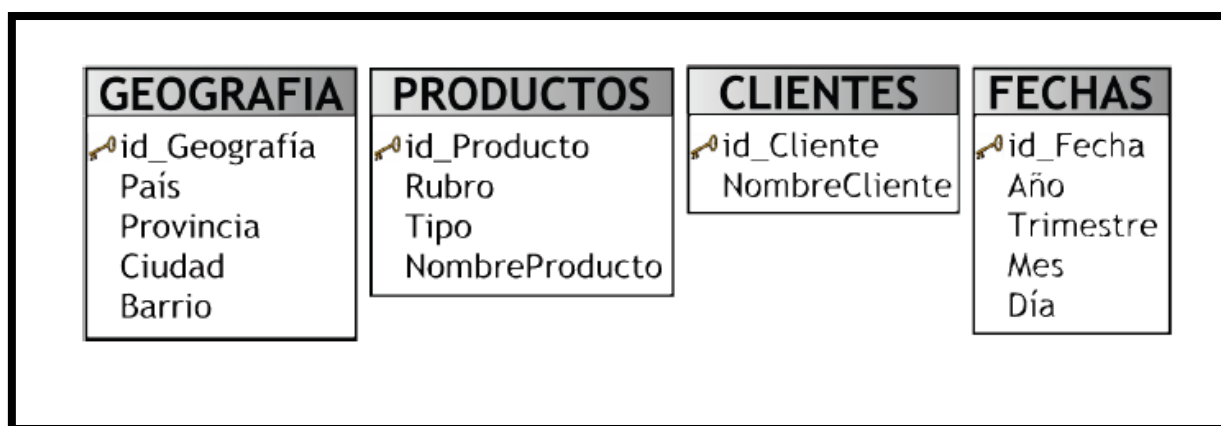 GEOGRAFIA
id_Geografía
País
Provincia
Ciudad
Barrio
PRODUCTOS
id_Producto
Rubro
Tipo
NombreProducto
CLIENTES
id_Cliente
NombreCliente
FECHAS
id_Fecha
Año
Trimestre
Mes
Día